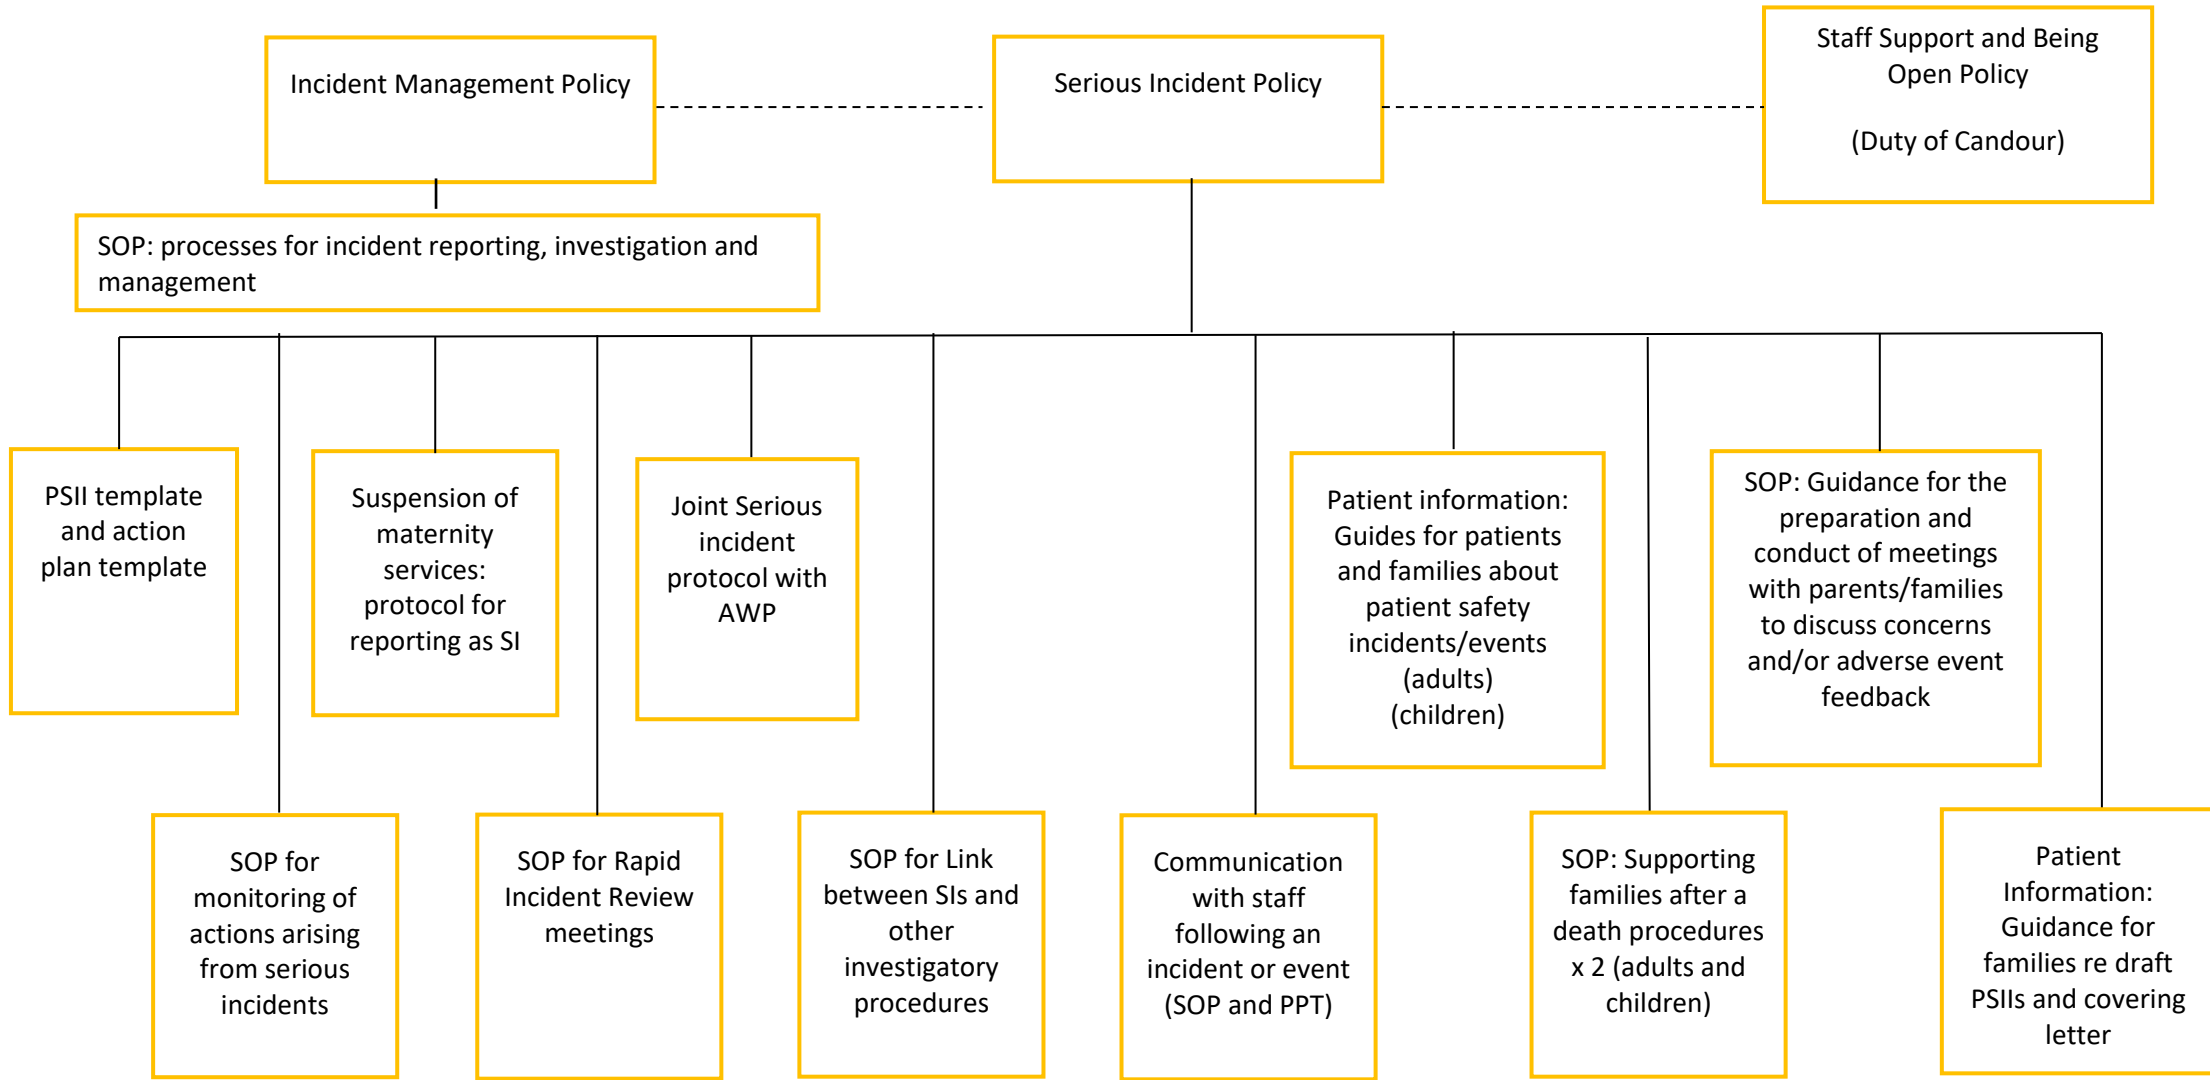 Incident Management Policy
Serious Incident Policy
Staff Support and Being
Open Policy
(Duty of Candour)
SOP: processes for incident reporting, investigation and
management
PSII template
and action
plan template
Suspension of
maternity
services:
protocol for
reporting as SI
Joint Serious
incident
protocol with
AWP
Patient information:
Guides for patients
and families about
patient safety
incidents/events
(adults)
(children)
SOP: Guidance for the
preparation and
conduct of meetings
with parents/families
to discuss concerns
and/or adverse event
feedback
SOP for
monitoring of
actions arising
from serious
incidents
SOP for Rapid
Incident Review
meetings
SOP for Link
between SIs and
other
investigatory
procedures
Communication
with staff
following an
incident or event
(SOP and PPT)
SOP: Supporting
families after a
death procedures
x 2 (adults and
children)
Patient
Information:
Guidance for
families re draft
PSIIs and covering
letter